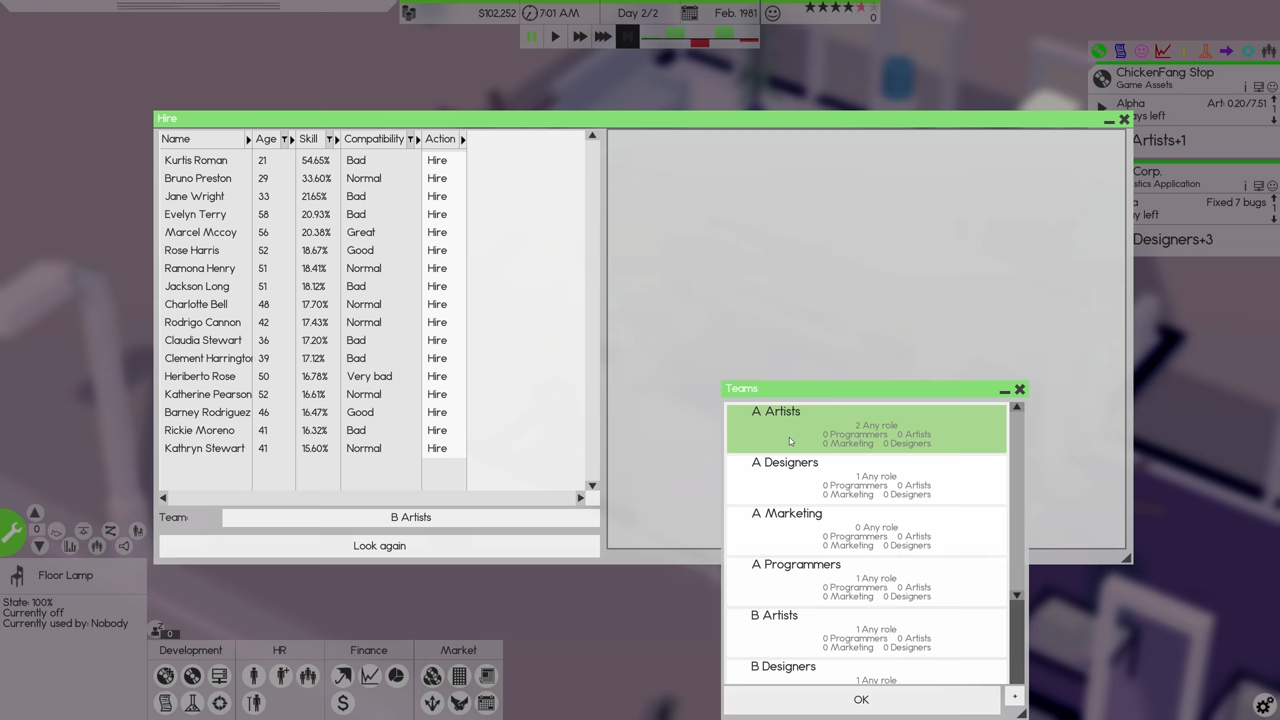 $102,252 7:01 AM Day 2/2 Feb. 1981 0
ChickenFang Stop
Game Assets
Alpha Art: 0.20/7.51
ays left
Artists+1
Corp.
stics Application
a Fixed 7 bugs
y left
Designers+3
1
1
Hire
Name Age Skill Compatibility Action
Kurtis Roman 21 54.65% Bad Hire
Bruno Preston 29 33.60% Normal Hire
Jane Wright 33 21.65% Bad Hire
Evelyn Terry 58 20.93% Bad Hire
Marcel Mccoy 56 20.38% Great Hire
Rose Harris 52 18.67% Good Hire
Ramona Henry 51 18.41% Normal Hire
Jackson Long 51 18.12% Bad Hire
Charlotte Bell 48 17.70% Normal Hire
Rodrigo Cannon 42 17.43% Normal Hire
Claudia Stewart 36 17.20% Bad Hire
Clement Harringto 39 17.12% Bad Hire
Heriberto Rose 50 16.78% Very bad Hire
Katherine Pearson 52 16.61% Normal Hire
Barney Rodriguez 46 16.47% Good Hire
Rickie Moreno 41 16.32% Bad Hire
Kathryn Stewart 41 15.60% Normal Hire
Team: B Artists
Look again
Teams
A Artists
2 Any role
0 Programmers 0 Artists
0 Marketing 0 Designers
A Designers
1 Any role
0 Programmers 0 Artists
0 Marketing 0 Designers
A Marketing
0 Any role
0 Programmers 0 Artists
0 Marketing 0 Designers
A Programmers
1 Any role
0 Programmers 0 Artists
0 Marketing 0 Designers
B Artists
1 Any role
0 Programmers 0 Artists
0 Marketing 0 Designers
B Designers
1 Any role
OK +
0
Floor Lamp
State: 100%
Currently off
Currently used by: Nobody
0
Development HR Finance Market